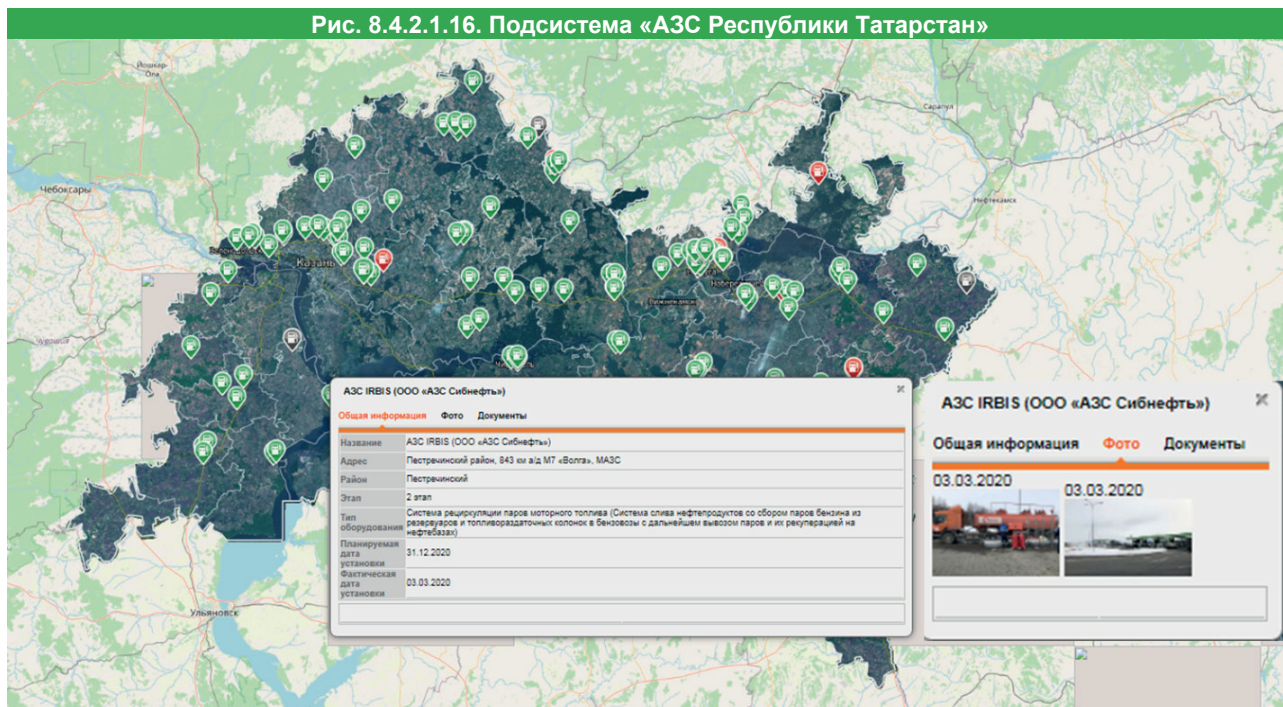 Рис. 8.4.2.1.16. Подсистема «АЗС Республики Татарстан»
Йошкар-
Ола
Сарапул
Чебоксары
Нефтекамск
Казань
Нижнекамск
АЗС IRBIS (ООО «АЗС Сибнефть»)
Общая информация Фото Документы
Название АЗС IRBIS (ООО «АЗС Сибнефть»)
Адрес Пестречинский район, 843 км а/д М7 «Волга», МАЗС
Район Пестречинский
Этап 2 этап
Тип оборудования Система рециркуляции паров моторного топлива (Система слива нефтепродуктов со сбором паров бензина из
резервуаров и топливораздаточных колонок в бензовозы с дальнейшем вывозом паров и их рекуперацией на
нефтебазах)
Планируемая дата установки 31.12.2020
Фактическая дата установки 03.03.2020
АЗС IRBIS (ООО «АЗС Сибнефть»)
Общая информация Фото Документы
03.03.2020
03.03.2020
Ульяновск